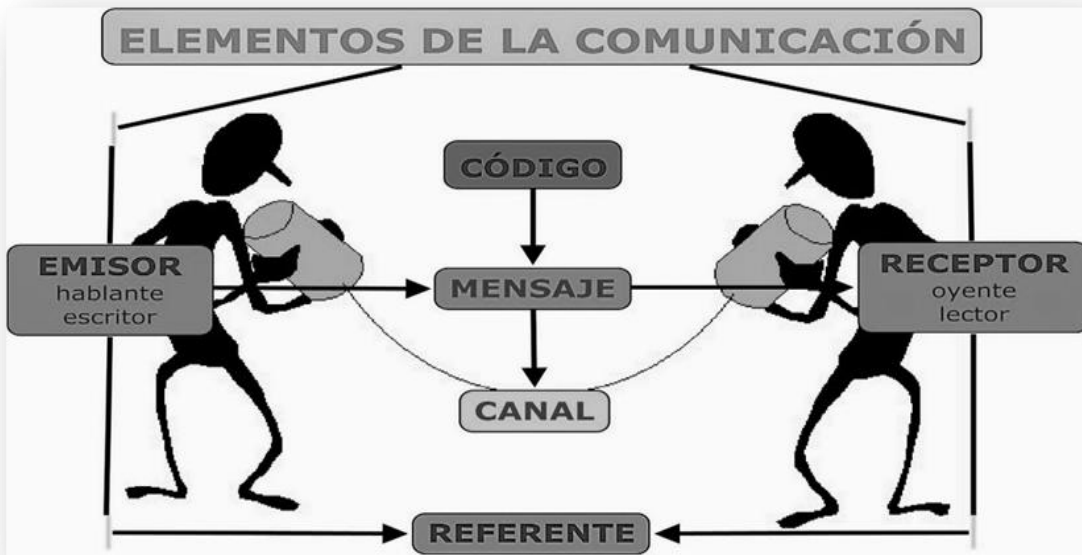 ELEMENTOS DE LA COMUNICACIÓN
CÓDIGO
EMISOR
hablante
escritor
MENSAJE
RECEPTOR
oyente
lector
CANAL
REFERENTE